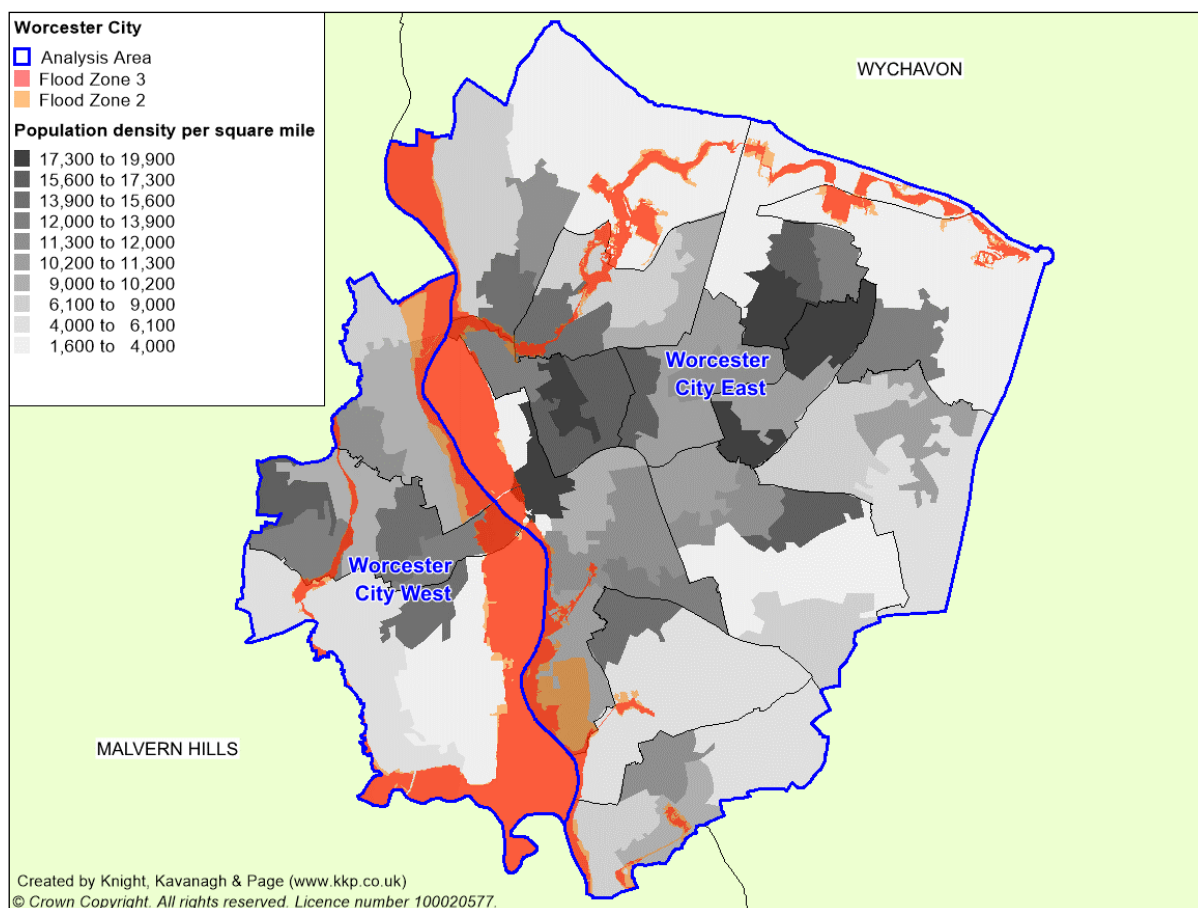 Worcester City
Analysis Area
Flood Zone 3
Flood Zone 2
Population density per square mile
17,300 to 19,900
15,600 to 17,300
13,900 to 15,600
12,000 to 13,900
11,300 to 12,000
10,200 to 11,300
9,000 to 10,200
6,100 to 9,000
4,000 to 6,100
1,600 to 4,000
WYCHAVON
Worcester
City East
Worcester
City West
MALVERN HILLS
Created by Knight, Kavanagh & Page (www.kkp.co.uk)
© Crown Copyright. All rights reserved. Licence number 100020577.